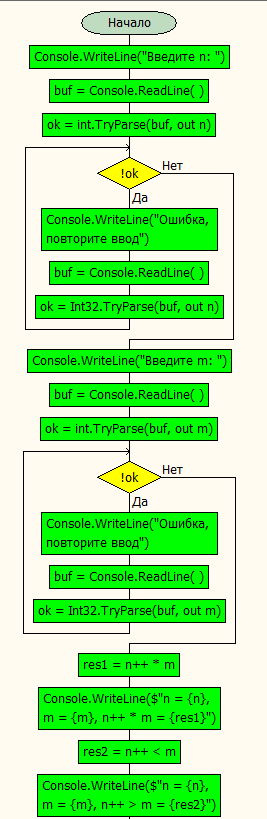 Начало
Console.WriteLine("Введите n: ")
buf = Console.ReadLine( )
ok = int.TryParse(buf, out n)
!ok
Нет
Да
Console.WriteLine("Ошибка,
повторите ввод")
buf = Console.ReadLine( )
ok = Int32.TryParse(buf, out n)
Console.WriteLine("Введите m: ")
buf = Console.ReadLine( )
ok = int.TryParse(buf, out m)
!ok
Нет
Да
Console.WriteLine("Ошибка,
повторите ввод")
buf = Console.ReadLine( )
ok = Int32.TryParse(buf, out m)
res1 = n++ * m
Console.WriteLine($"n = {n},
m = {m}, n++ * m = {res1}")
res2 = n++ < m
Console.WriteLine($"n = {n},
m = {m}, n++ > m = {res2}")